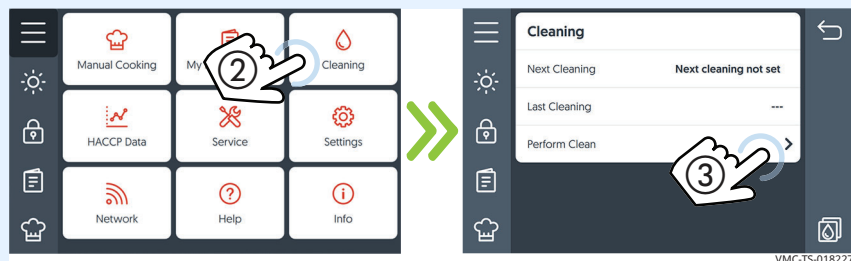 Manual Cooking
My
Cleaning
2
HACCP Data
Service
Settings
Network
Help
Info
Cleaning
Next Cleaning Next cleaning not set
Last Cleaning ---
Perform Clean
3
VMC-TS-018227